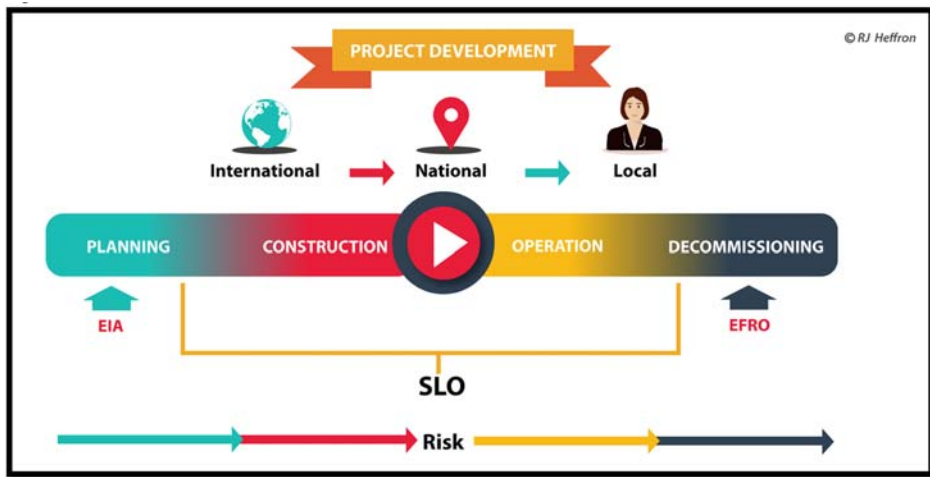 © RJ Heffron
PROJECT DEVELOPMENT
International National Local
PLANNING CONSTRUCTION OPERATION DECOMMISSIONING
EIA EFRO
SLO
Risk